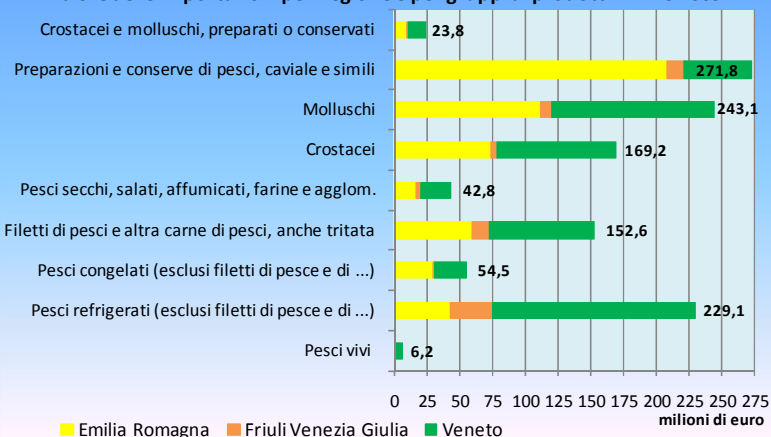 Crostacei e molluschi, preparati o conservati 23,8
Preparazioni e conserve di pesci, caviale e simili 271,8
Molluschi 243,1
Crostacei 169,2
Pesci secchi, salati, affumicati, farine e agglom. 42,8
Filetti di pesci e altra carne di pesci, anche tritata 152,6
Pesci congelati (esclusi filetti di pesce e di ...) 54,5
Pesci refrigerati (esclusi filetti di pesce e di ...) 229,1
Pesci vivi 6,2
0 25 50 75 100 125 150 175 200 225 250 275
milioni di euro
Emilia Romagna Friuli Venezia Giulia Veneto